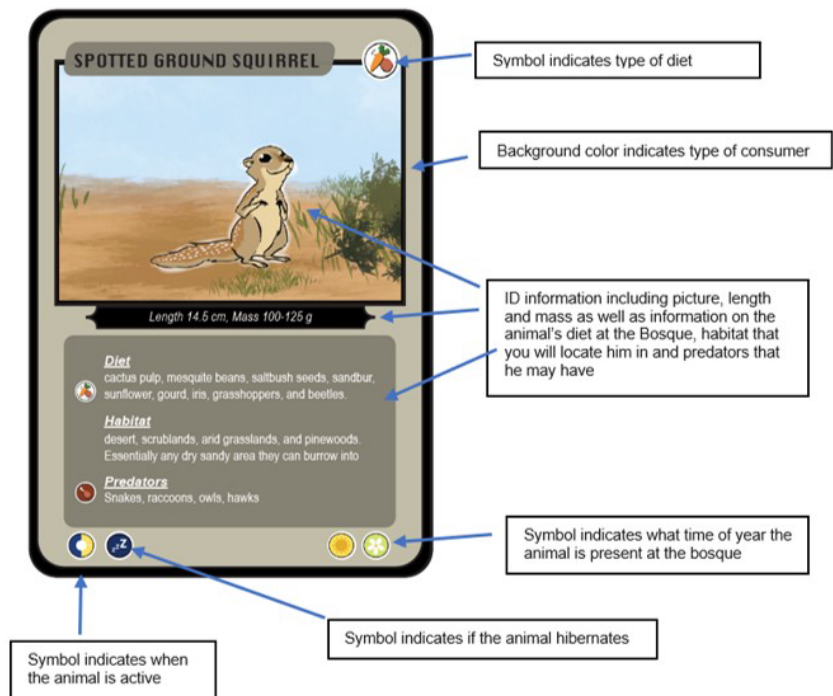 SPOTTED GROUND SQUIRREL
Symbol indicates type of diet
Background color indicates type of consumer
Length 14.5 cm, Mass 100-125 g
ID information including picture, length
and mass as well as information on the
animal's diet at the Bosque, habitat that
you will locate him in and predators that
he may have
Diet
cactus pulp, mesquite beans, saltbush seeds, sandbur,
sunflower, gourd, iris, grasshoppers, and beetles.
Habitat
desert, scrublands, arid grasslands, and pinewoods.
Essentially any dry sandy area they can burrow into
Predators
Snakes, raccoons, owls, hawks
zzZ
Symbol indicates what time of year the
animal is present at the bosque
Symbol indicates if the animal hibernates
Symbol indicates when
the animal is active